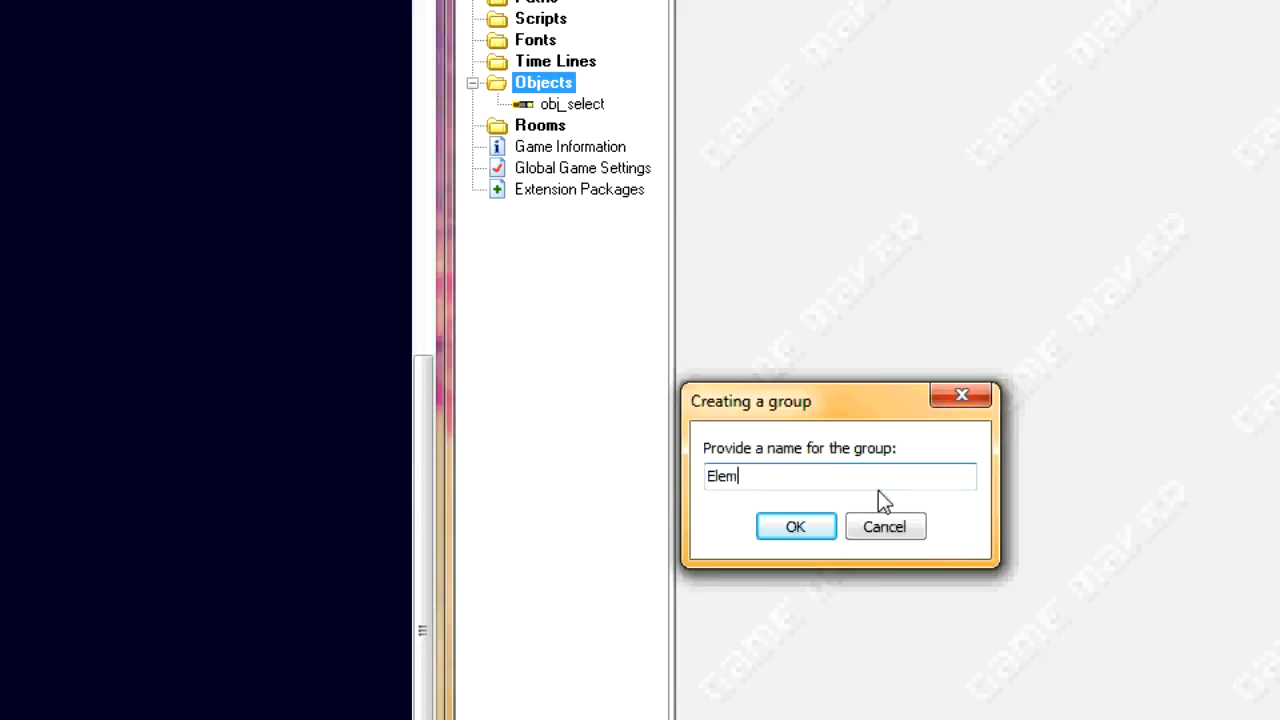 Scripts
Fonts
Time Lines
Objects
obj_select
Rooms
Game Information
Global Game Settings
Extension Packages
Creating a group
Provide a name for the group:
Elem
OK
Cancel